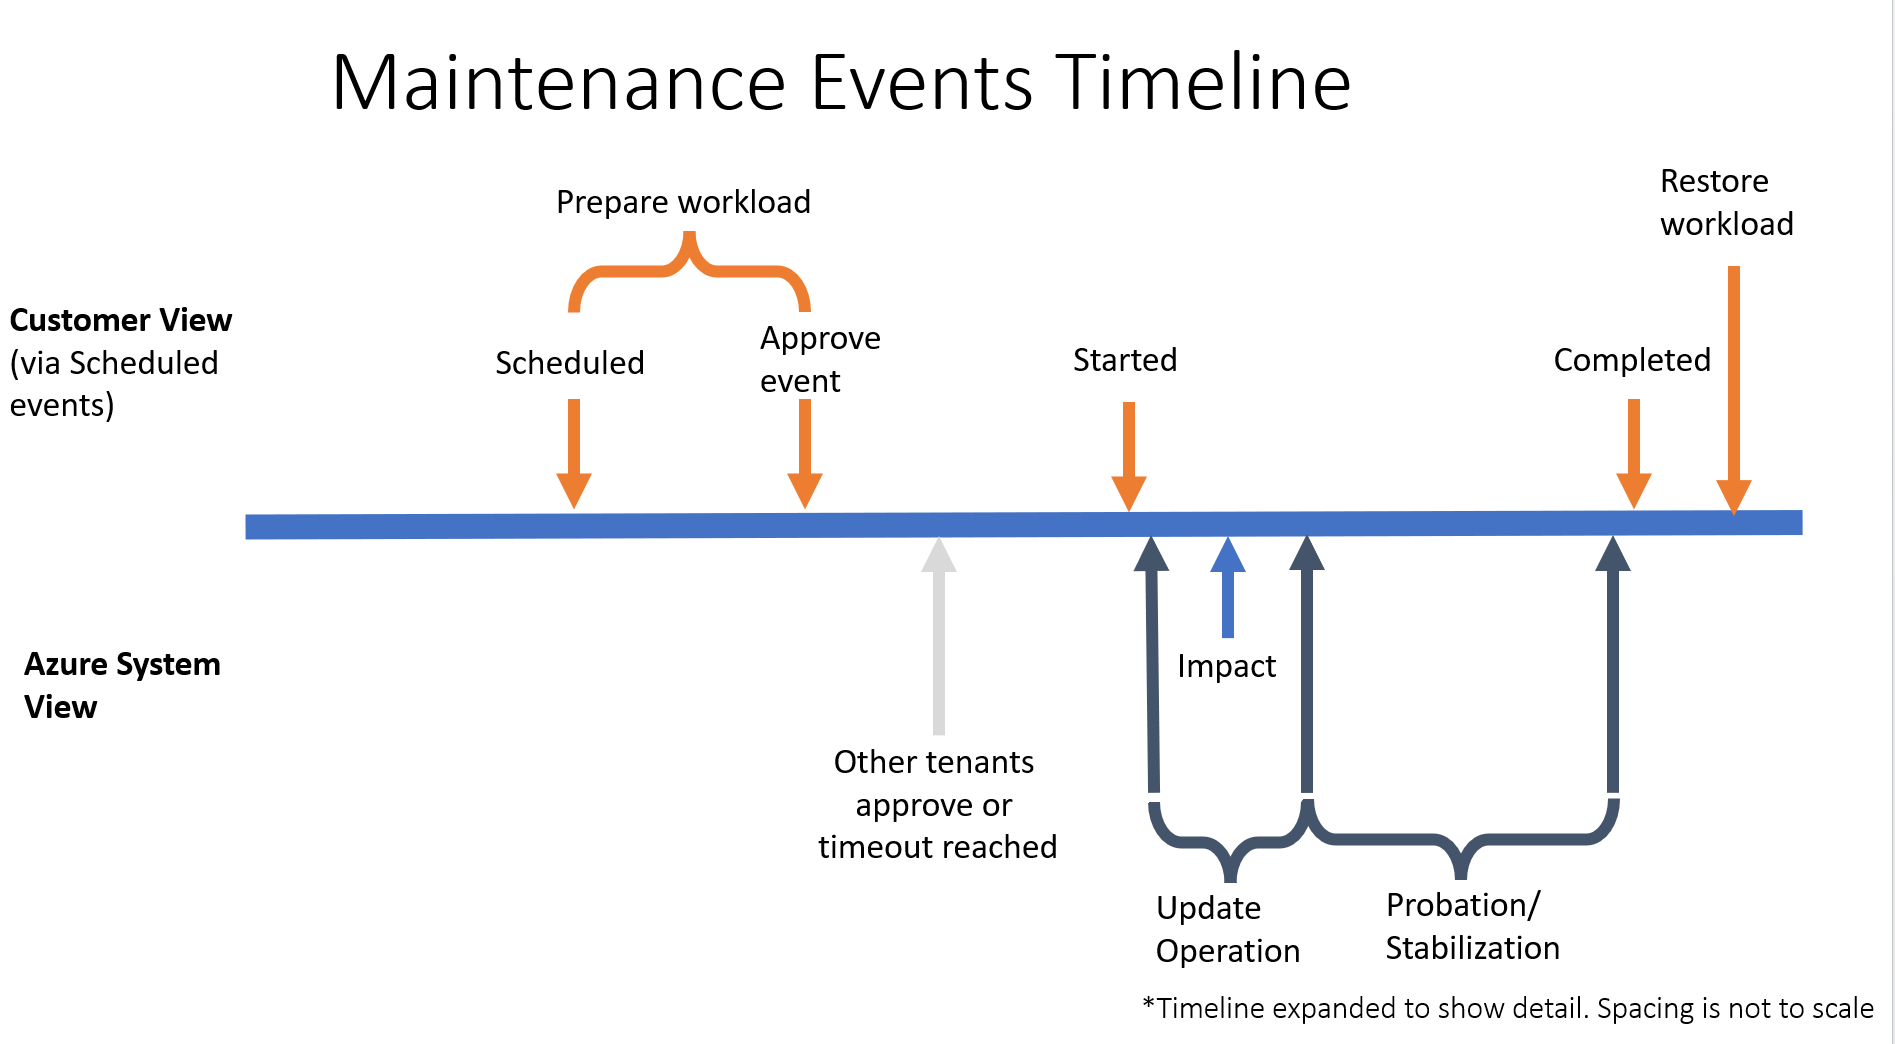 Maintenance Events Timeline
Restore
workload
Prepare workload
Customer View
(via Scheduled
events)
Scheduled
Approve
event
Started
Completed
Azure System
View
Impact
Other tenants
approve or
timeout reached
Update
Operation
Probation/
Stabilization
*Timeline expanded to show detail. Spacing is not to scale